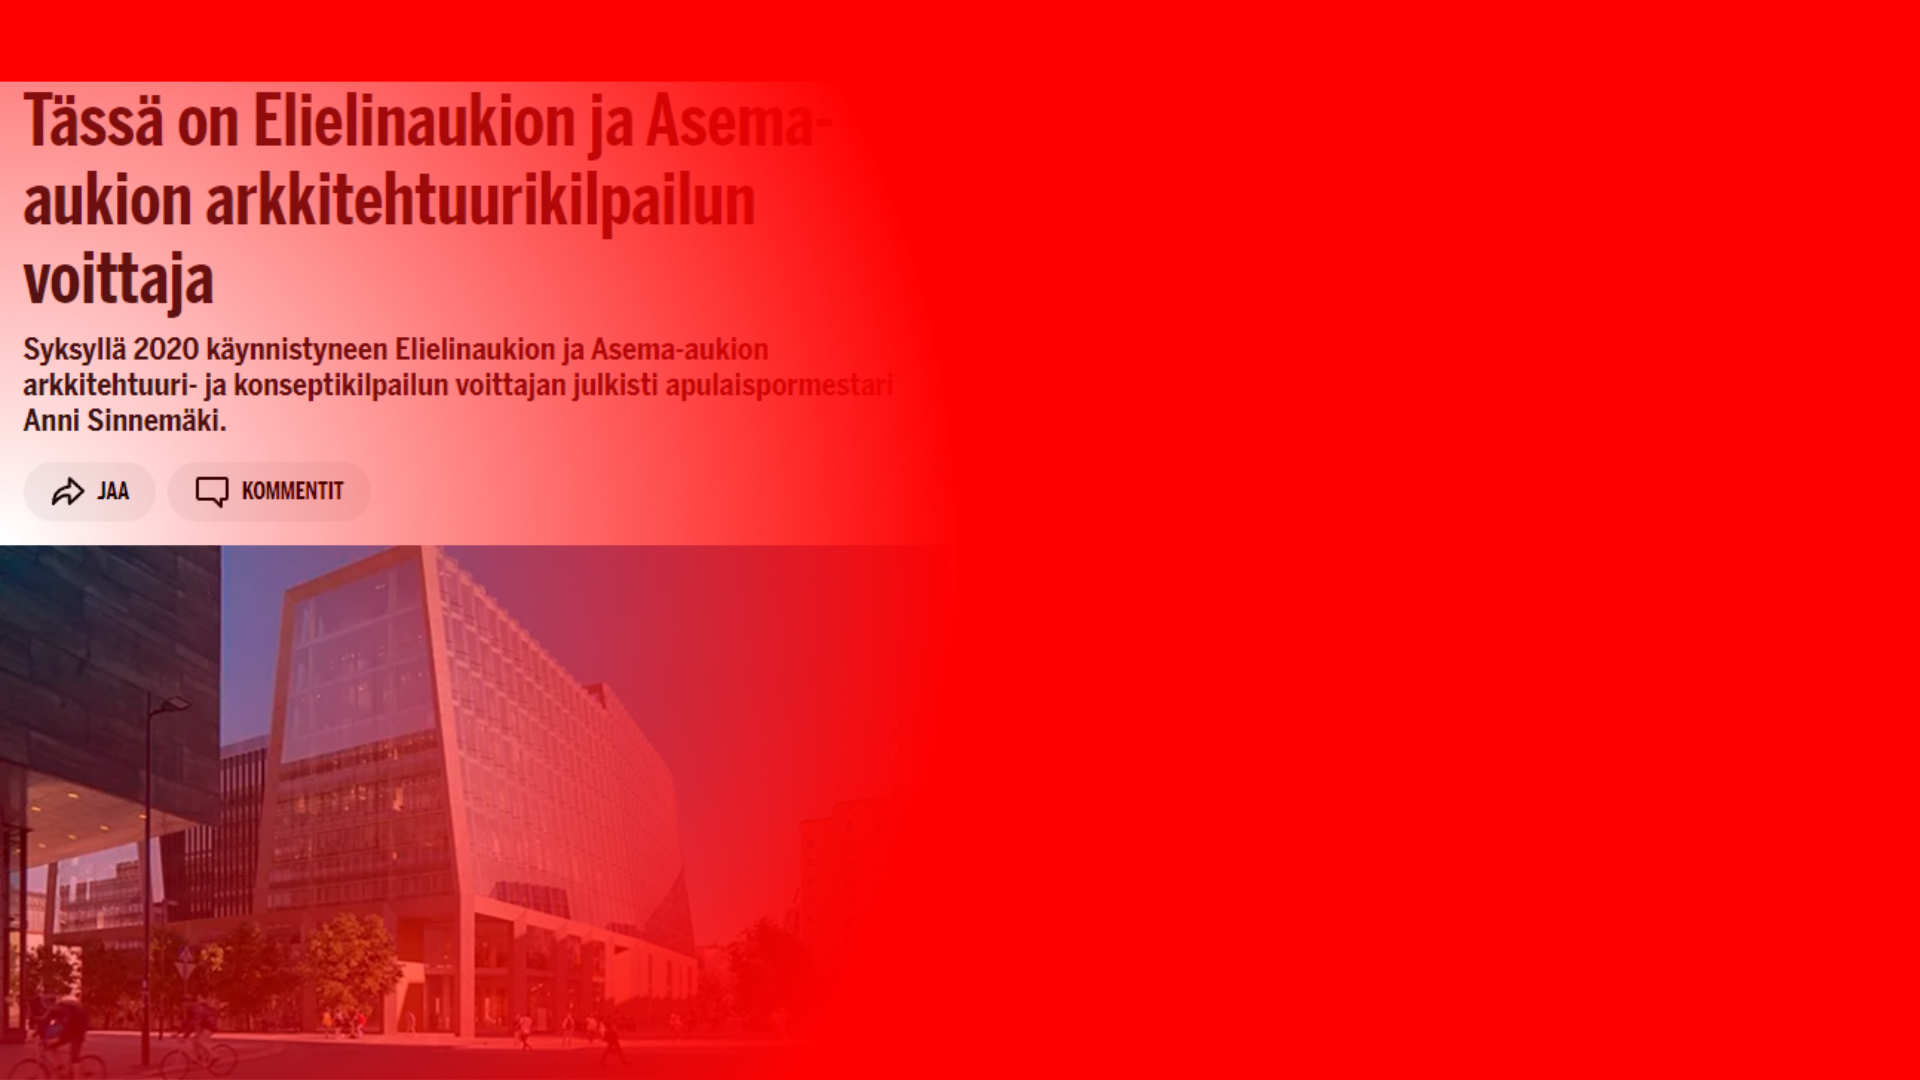 Tässä on Elielinaukion ja Asema-
aukion arkkitehtuurikilpailun
voittaja
Syksyllä 2020 käynnistyneen Elielinaukion ja Asema-aukion
arkkitehtuuri- ja konseptikilpailun voittajan julkisti apulaispormestari
Anni Sinnemäki.
JAA
KOMMENTIT